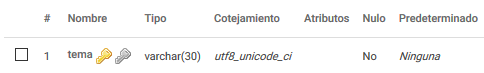 # Nombre Tipo Cotejamiento Atributos Nulo Predeterminado
1 tema varchar(30) utf8_unicode_ci No Ninguna